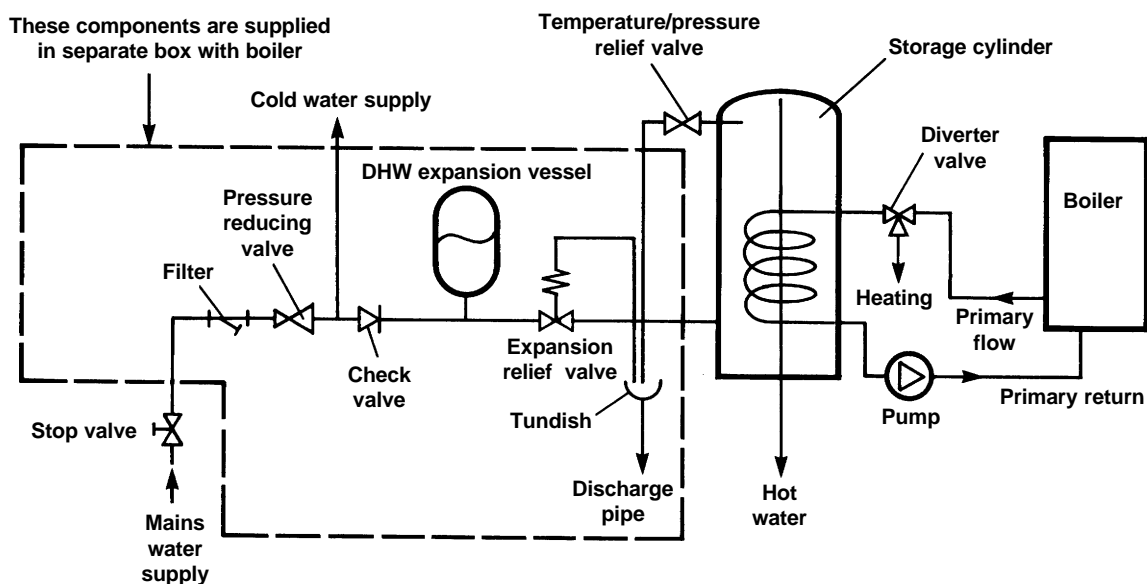 These components are supplied
in separate box with boiler
Temperature/pressure
relief valve
Storage cylinder
Cold water supply
Diverter
valve
DHW expansion vessel
Boiler
Pressure
reducing
valve
Filter
Heating
Primary
flow
Expansion
relief valve
Check
valve
Primary return
Tundish
Pump
Stop valve
Discharge
pipe
Hot
water
Mains
water
supply